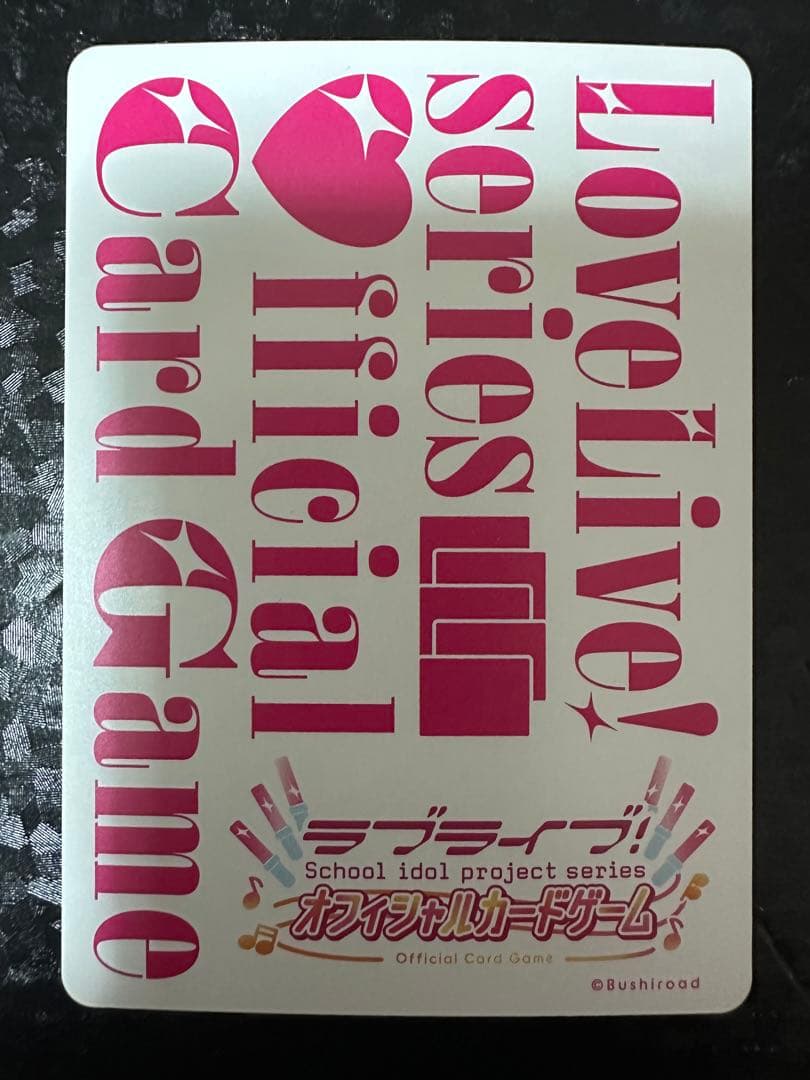 LoveLive!
series
Official
Card Game
ラブライブ!
School idol project series
オフィシャルカードゲーム
Official Card Game
©Bushiroad